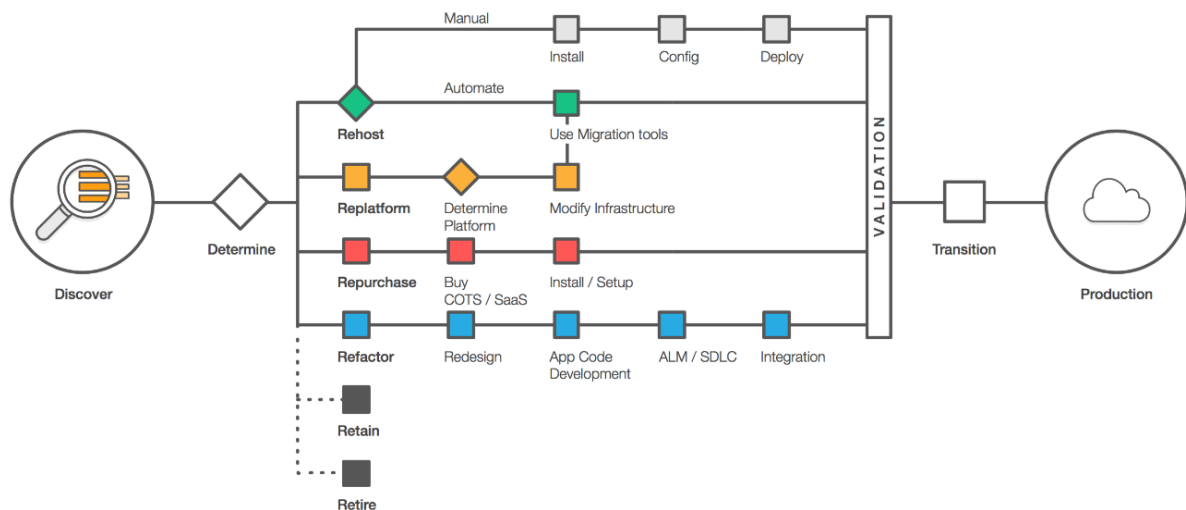 Manual
Install
Config
Deploy
Automate
Rehost
Use Migration tools
Replatform
Determine
Platform
Modify Infrastructure
Repurchase
Buy
COTS / SaaS
Install / Setup
Refactor
Redesign
App Code
Development
ALM / SDLC
Integration
Retain
Retire
Discover
Determine
VALIDATION
Transition
Production